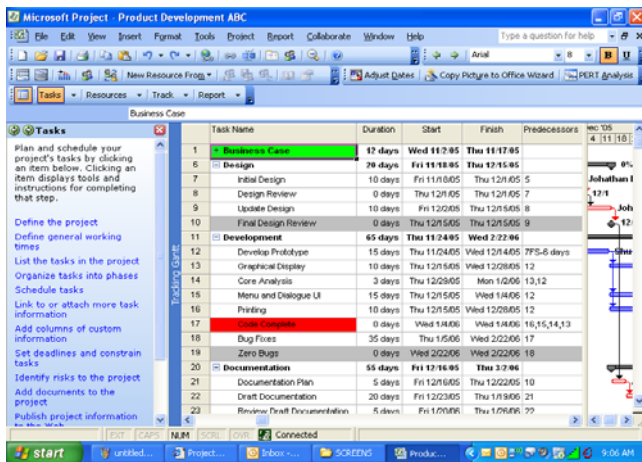 Microsoft Project - Product Development ABC
File Edit View Insert Format Tools Project Report Collaborate Window Help Type a question for help
Arial 8 B U
New Resource From Adjust Dates Copy Picture to Office Wizard PERT Analysis
Tasks Resources Track Report
Business Case
Tasks
Plan and schedule your
project's tasks by clicking
an item below. Clicking an
item displays tools and
instructions for completing
that step.
Define the project
Define general working
times
List the tasks in the project
Organize tasks into phases
Schedule tasks
Link to or attach more task
information
Add columns of custom
information
Set deadlines and constrain
tasks
Identify risks to the project
Add documents to the
project
Publish project information
to the Web
Tracking Gantt
Task Name Duration Start Finish Predecessors Dec '05
4 11 18
1 Business Case 12 days Wed 11/2/05 Thu 11/17/05
6 Design 20 days Fri 11/18/05 Thu 12/15/05 0%
7 Initial Design 10 days Fri 11/18/05 Thu 12/1/05 5 Johathan
8 Design Review 0 days Thu 12/1/05 Thu 12/1/05 7 12/1
9 Update Design 10 days Fri 12/2/05 Thu 12/15/05 8 Joh
10 Final Design Review 0 days Thu 12/15/05 Thu 12/15/05 9 12/
11 Development 65 days Thu 11/24/05 Wed 2/22/06
12 Develop Prototype 15 days Thu 11/24/05 Wed 12/14/05 7FS-6 days
13 Graphical Display 10 days Thu 12/15/05 Wed 12/28/05 12
14 Core Analysis 3 days Thu 12/29/05 Mon 1/2/06 13,12
15 Menu and Dialogue UI 15 days Thu 12/15/05 Wed 1/4/06 12
16 Printing 10 days Thu 12/15/05 Wed 12/28/05 12
17 Code Complete 0 days Wed 1/4/06 Wed 1/4/06 16,15,14,13
18 Bug Fixes 35 days Thu 1/5/06 Wed 2/22/06 17
19 Zero Bugs 0 days Wed 2/22/06 Wed 2/22/06 18
20 Documentation 55 days Fri 12/16/05 Thu 3/2/06
21 Documentation Plan 5 days Fri 12/16/05 Thu 12/22/05 10
22 Draft Documentation 20 days Fri 12/23/05 Thu 1/19/06 21
23 Review Draft Documentation 5 days Fri 1/20/06 Thu 1/26/06 22
EXT CAPS NUM SCRL OVR Connected
start untitled... Project... Inbox -... SCREENS Produc... 9:06 AM